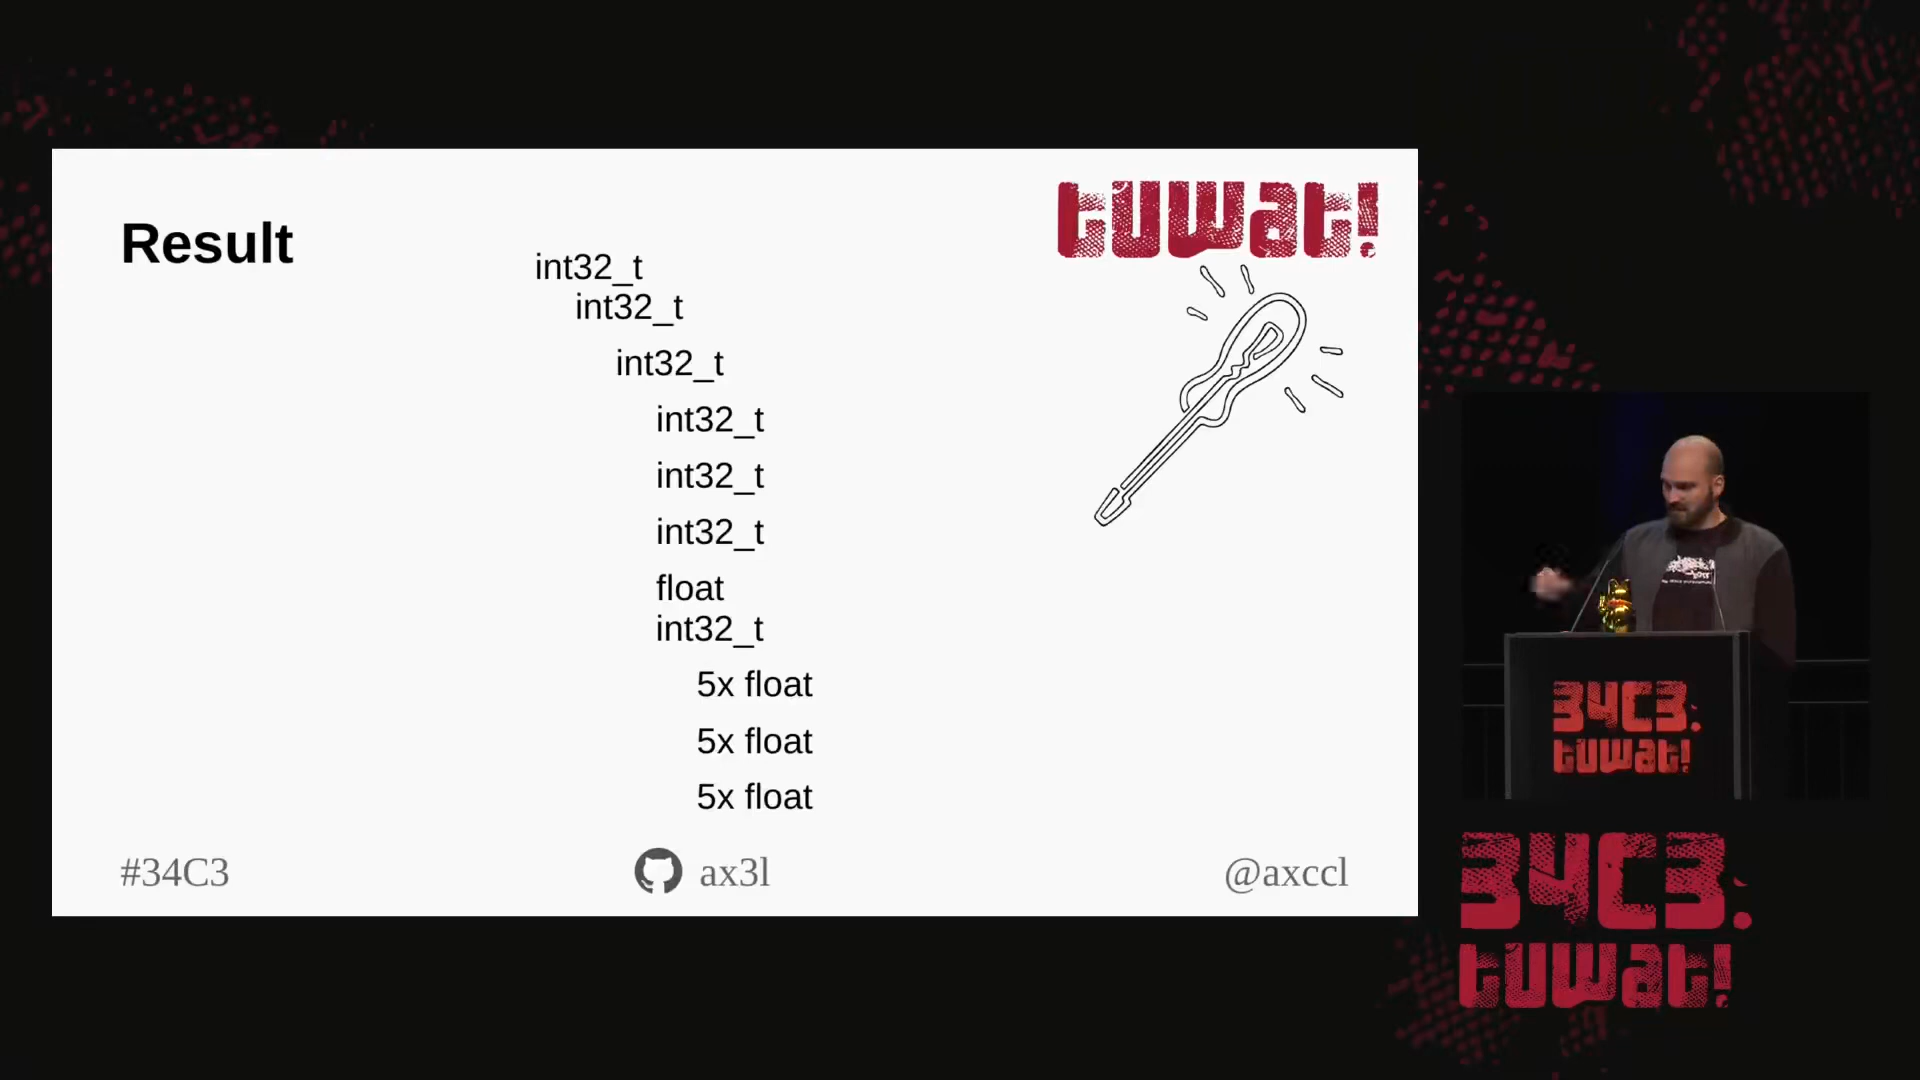 tuwat!
Result
int32_t
int32_t
int32_t
int32_t
int32_t
int32_t
float
int32_t
5x float
5x float
5x float
#34C3
ax3l
@axccl
34C3.
tuwat!
34C3.
tuwat!